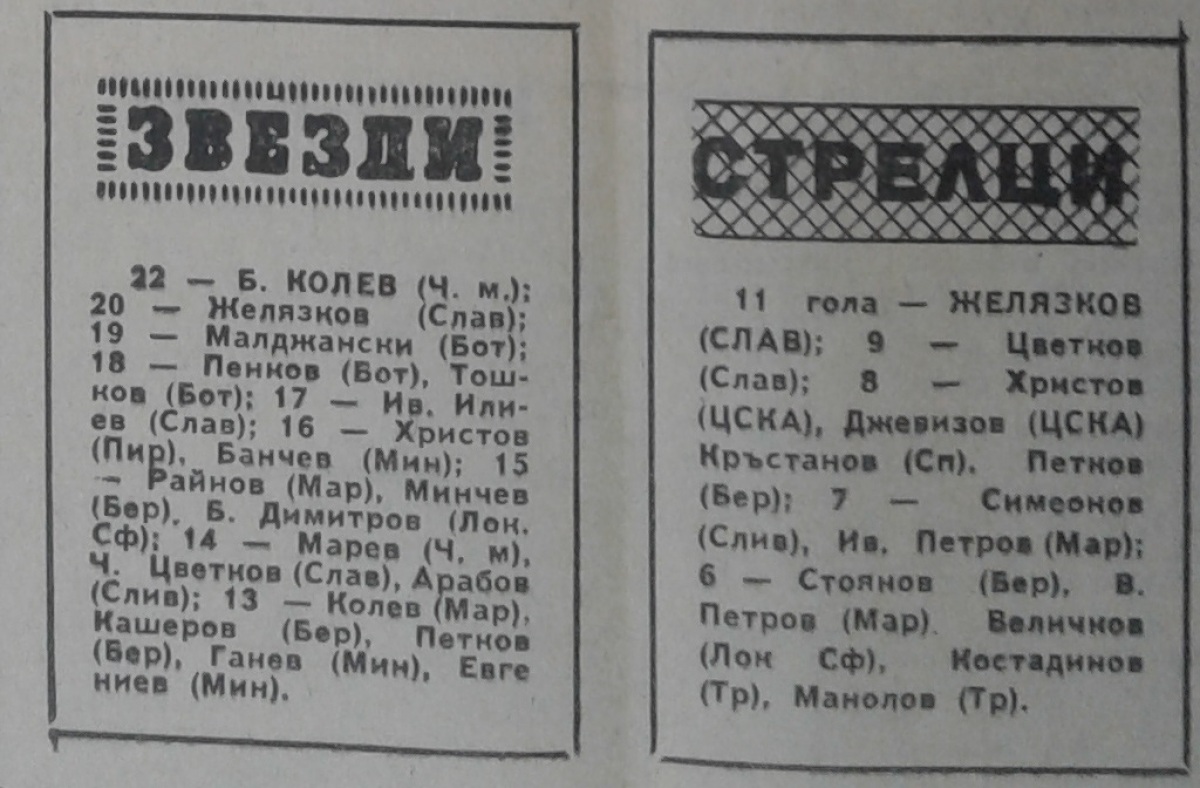 ЗВЕЗДИ
22 — Б. КОЛЕВ (Ч. м.);
20 — Желязков (Слав);
19 — Малджански (Бот);
18 — Пенков (Бот), Тош-
ков (Бот); 17 — Ив. Или-
ев (Слав); 16 — Христов
(Пир), Банчев (Мин); 15
— Райнов (Мар), Минчев
(Бер), Б. Димитров (Лок.
Сф); 14 — Марев (Ч. м),
Ч. Цветков (Слав), Арабов
(Слив); 13 — Колев (Мар),
Кашеров (Бер), Петков
(Бер), Ганев (Мин), Евге
ниев (Мин).
СТРЕЛЦИ
11 гола — ЖЕЛЯЗКОВ
(СЛАВ); 9 — Цветков
(Слав); 8 — Христов
(ЦСКА), Джевизов (ЦСКА)
Кръстанов (Сп). Петков
(Бер); 7 — Симеонов
(Слив), Ив. Петров (Мар);
6 — Стоянов (Бер), В.
Петров (Мар). Величков
(Лок Сф), Костадинов
(Тр), Манолов (Тр).